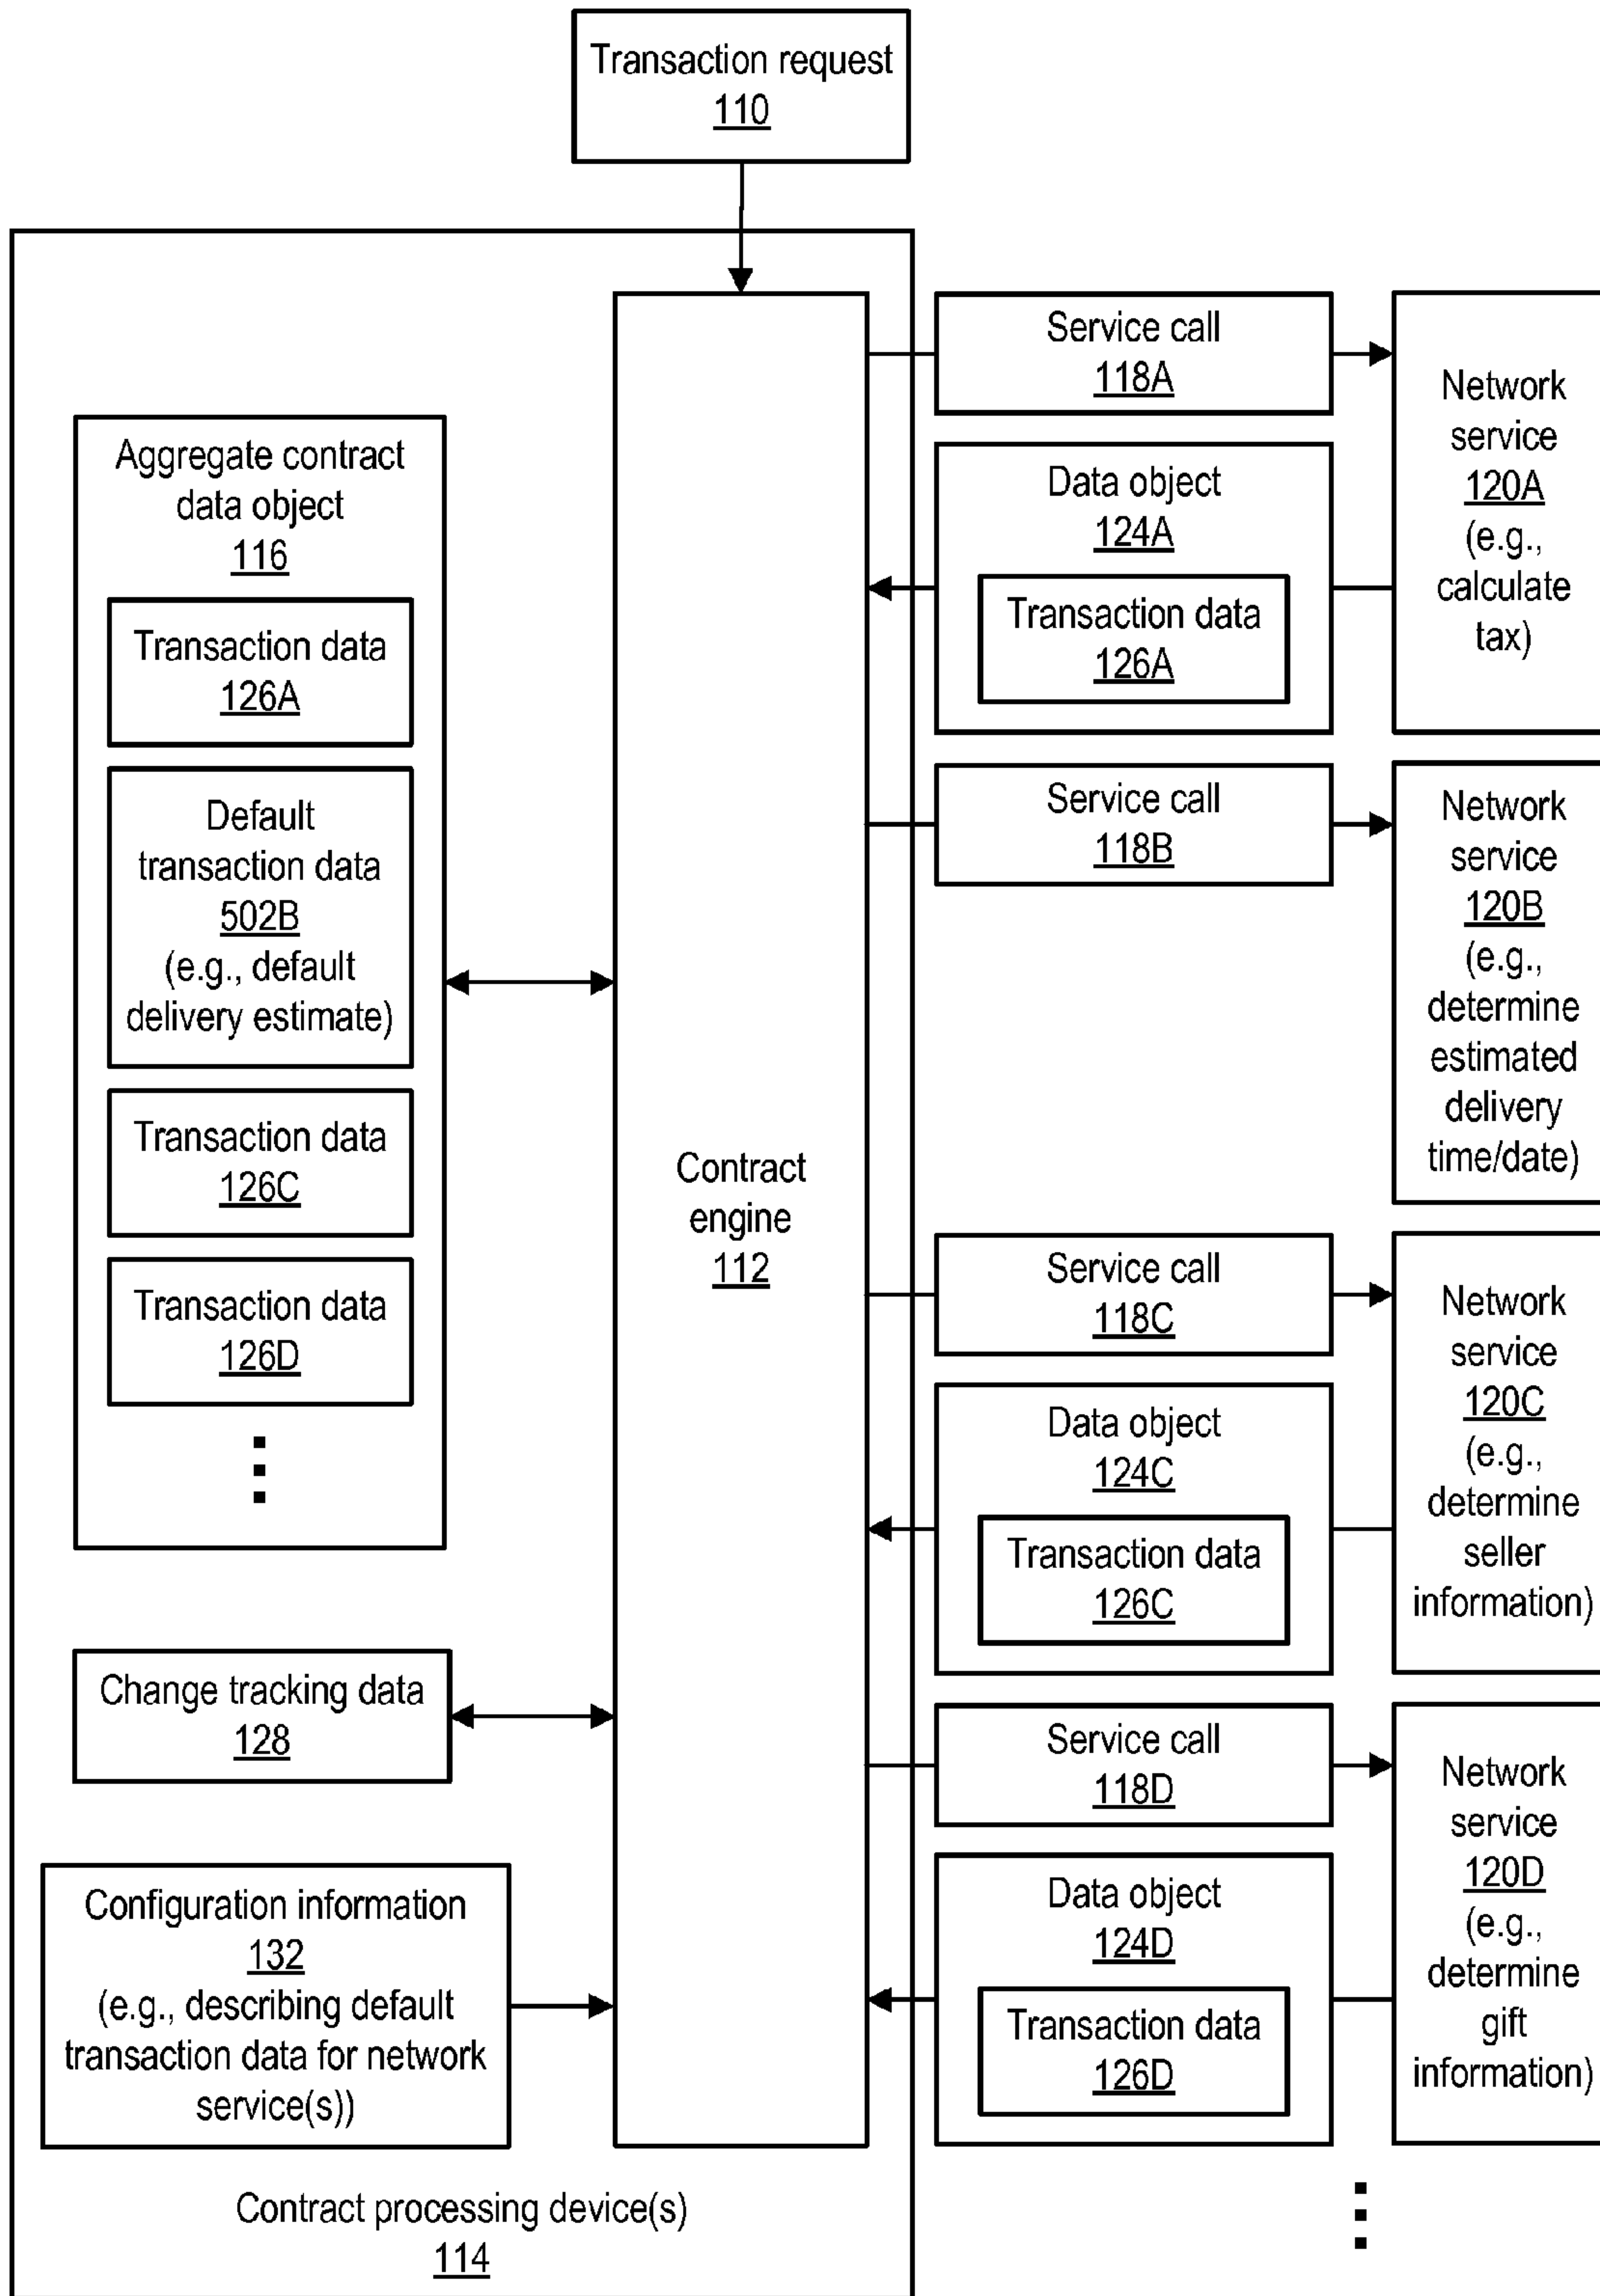 Transaction request
110
Aggregate contract
data object
116
Transaction data
126A
Default
transaction data
502B
(e.g., default
delivery estimate)
Transaction data
126C
Transaction data
126D
Change tracking data
128
Configuration information
132
(e.g., describing default
transaction data for network
service(s))
Contract processing device(s)
114
Contract
engine
112
Service call
118A
Data object
124A
Transaction data
126A
Network
service
120A
(e.g.,
calculate
tax)
Service call
118B
Network
service
120B
(e.g.,
determine
estimated
delivery
time/date)
Service call
118C
Data object
124C
Transaction data
126C
Network
service
120C
(e.g.,
determine
seller
information)
Service call
118D
Data object
124D
Transaction data
126D
Network
service
120D
(e.g.,
determine
gift
information)